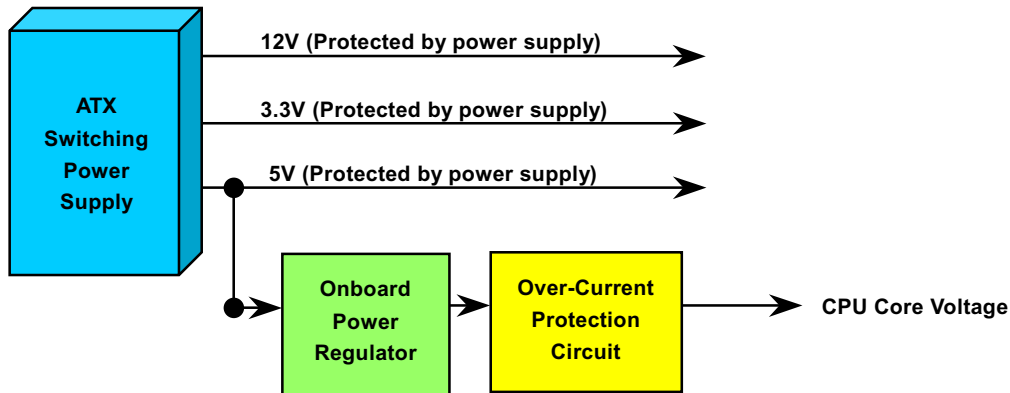 12V (Protected by power supply)
ATX
Switching
Power
Supply
3.3V (Protected by power supply)
5V (Protected by power supply)
Onboard
Power
Regulator
Over-Current
Protection
Circuit
CPU Core Voltage